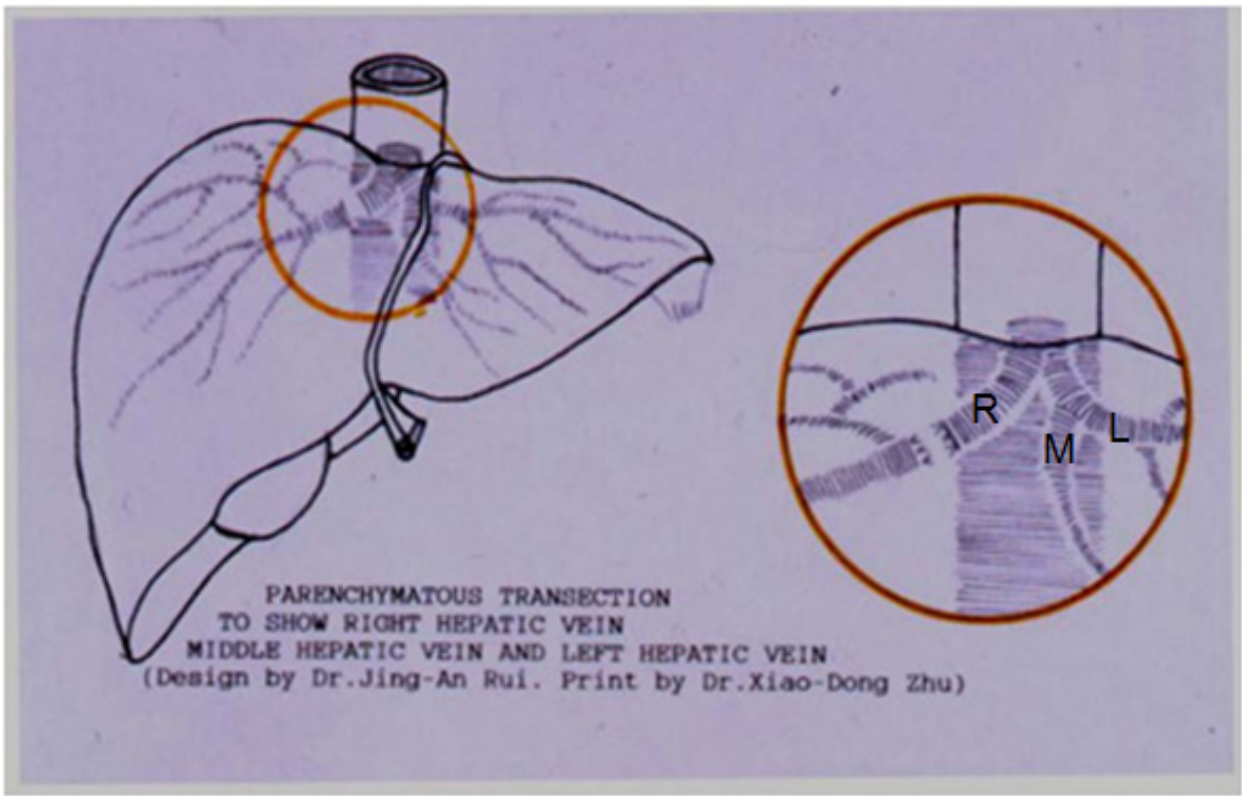 R
L
M
PARENCHYMATOUS TRANSECTION
TO SHOW RIGHT HEPATIC VEIN
MIDDLE HEPATIC VEIN AND LEFT HEPATIC VEIN
(Design by Dr.Jing-An Rui. Print by Dr.Xiao-Dong Zhu)